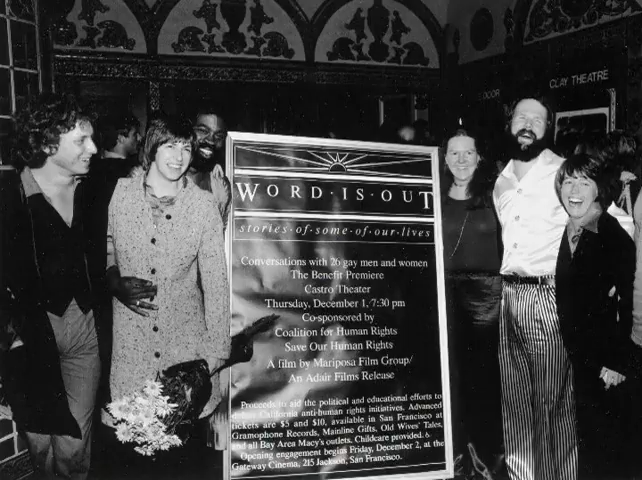 DOOR
CLAY THEATRE
WORD·IS·OUT
stories·of·some·of·our·lives
Conversations with 26 gay men and women
The Benefit Premiere
Castro Theater
Thursday, December 1, 7:30 pm
Co-sponsored by
Coalition for Human Rights
Save Our Human Rights
A film by Mariposa Film Group/
An Adair Films Release
Proceeds to aid the political and educational efforts to
defeat California anti-human rights initiatives. Advanced
tickets are $5 and $10, available in San Francisco at
Gramophone Records, Mainline Gifts, Old Wives' Tales,
and all Bay Area Macy's outlets. Childcare provided. 6
Opening engagement begins Friday, December 2, at the
Gateway Cinema, 215 Jackson, San Francisco.